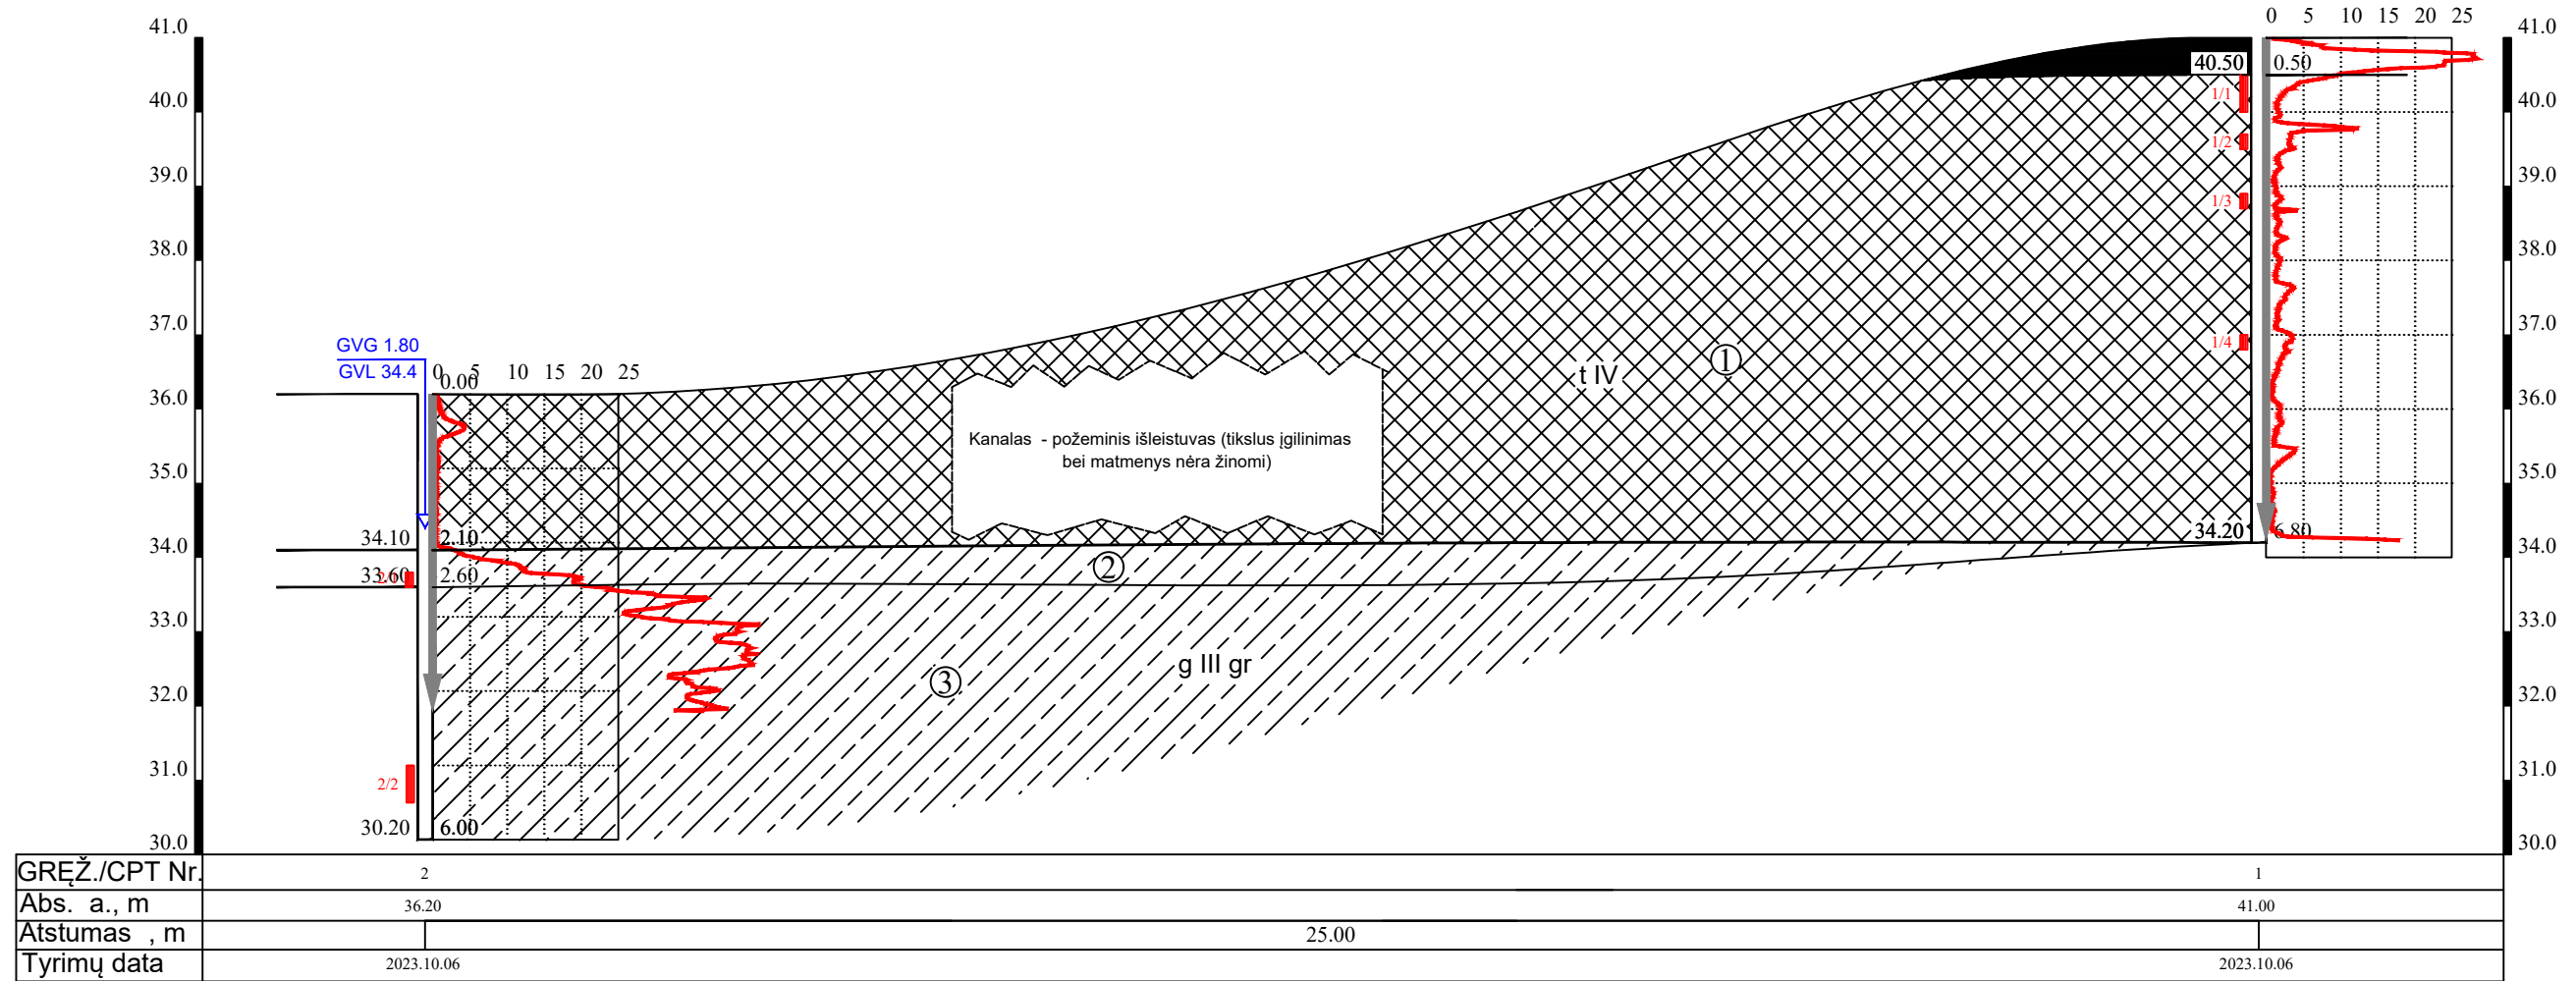 0 5 10 15 20 25
41.0 41.0
40.50 0.50
1/1
40.0 40.0
1/2
39.0 39.0
1/3
38.0 38.0
37.0 37.0
1/4
GVG 1.80
GVL 34.4
0 5 10 15 20 25
0.00
t IV
1
36.0 36.0
Kanalas - požeminis išleistuvas (tikslus įgilinimas
bei matmenys nėra žinomi)
35.0 35.0
34.10 2.10
34.20 6.80
34.0 34.0
2
33.60 2.60
2/1
33.0 33.0
g III gr
3
32.0 32.0
31.0 31.0
2/2
30.20 6.00
30.0 30.0
GRĘŽ./CPT Nr. 2 1
Abs. a., m 36.20 41.00
Atstumas , m 25.00
Tyrimų data 2023.10.06 2023.10.06